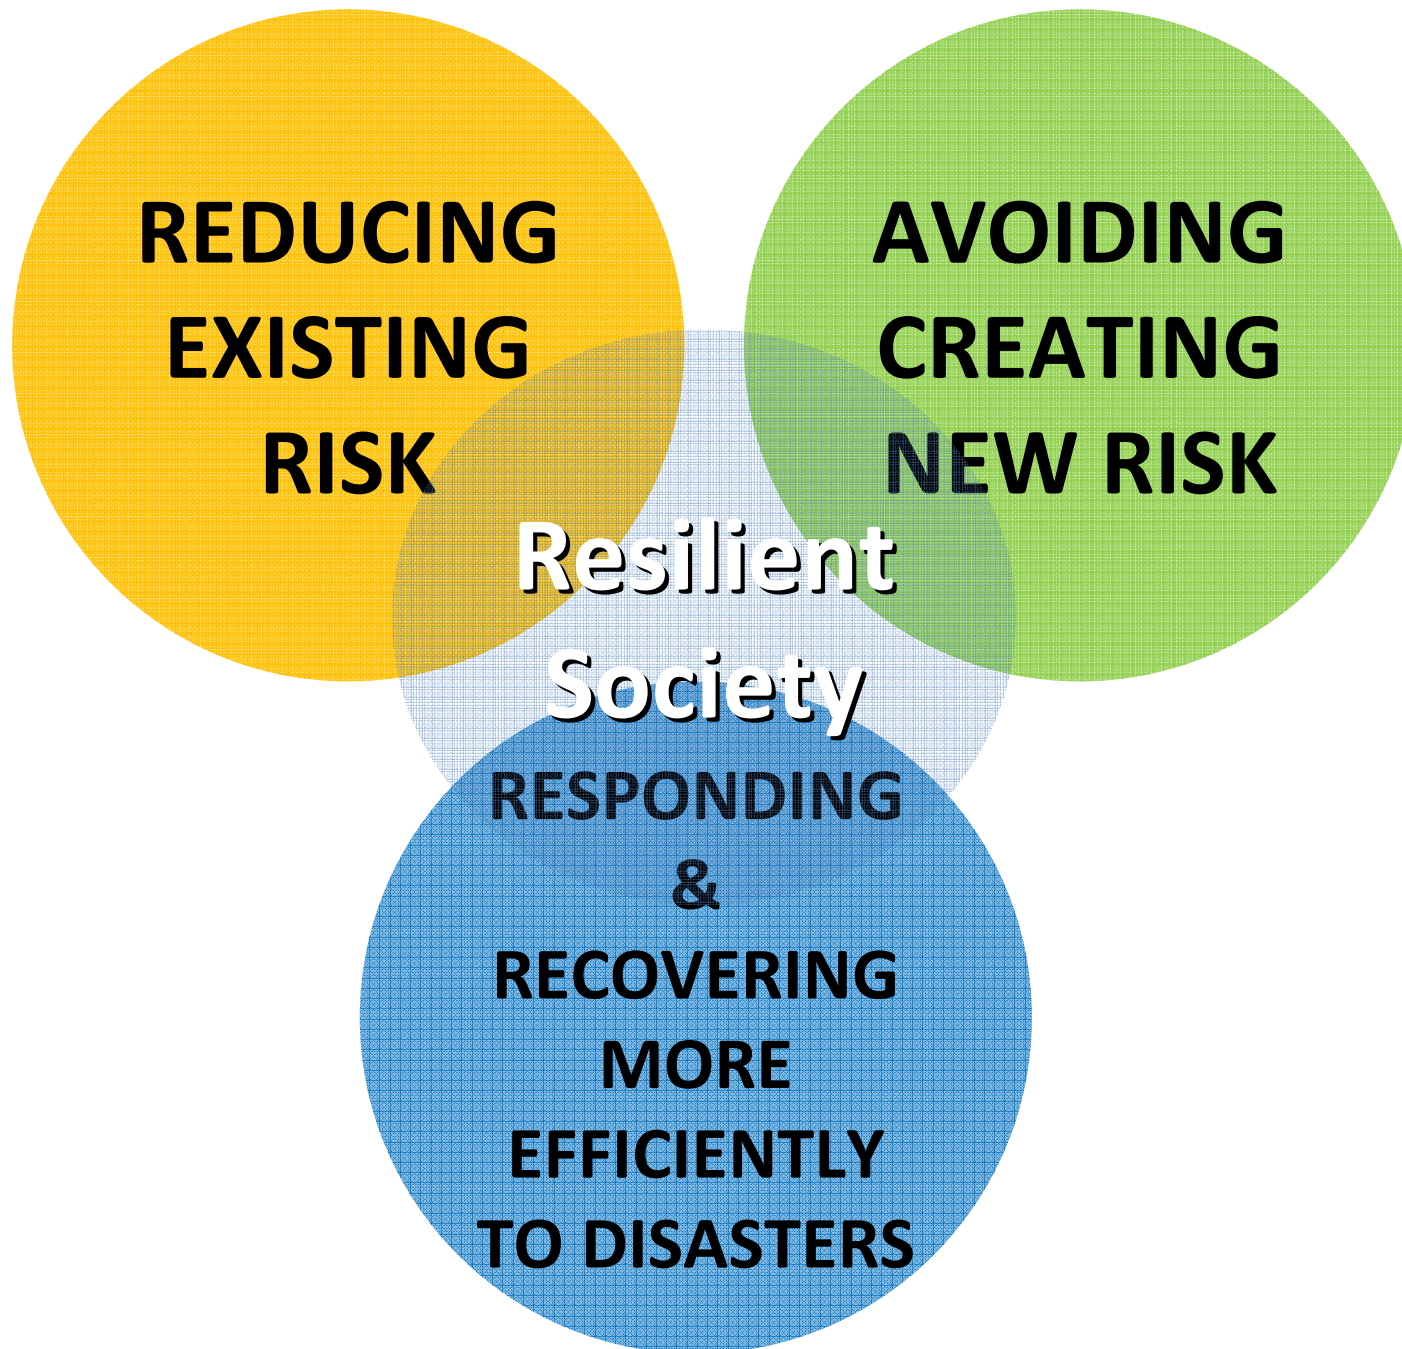 REDUCING
EXISTING
RISK
AVOIDING
CREATING
NEW RISK
Resilient
Society
RESPONDING
&
RECOVERING
MORE
EFFICIENTLY
TO DISASTERS